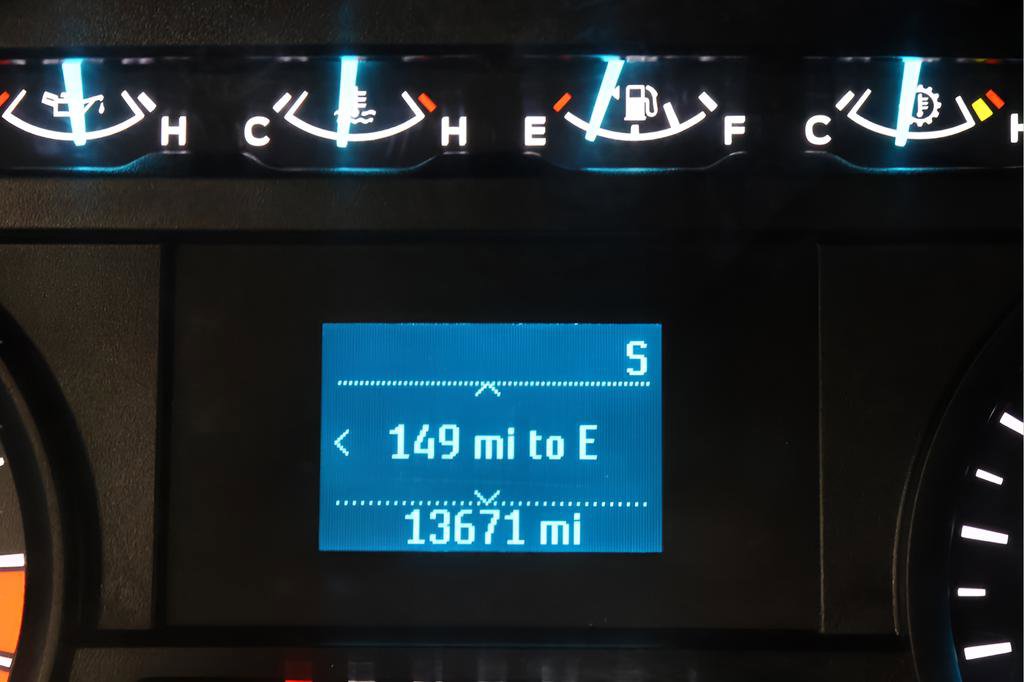 H C H E F C H
S
149 mi to E
13671 mi